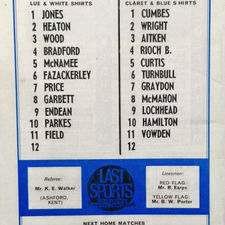 LUE & WHITE SHIRTS
1 JONES
2 HEATON
3 WOOD
4 BRADFORD
5 McNAMEE
6 FAZACKERLEY
7 PRICE
8 GARBETT
9 ENDEAN
10 PARKES
11 FIELD
12
CLARET & BLUE S HIRTS
1 CUMBES
2 WRIGHT
3 AITKEN
4 RIOCH B.
5 CURTIS
6 TURNBULL
7 GRAYDON
8 McMAHON
9 LOCHHEAD
10 HAMILTON
11 VOWDEN
12
Referee:
Mr. K. E. Walker
(ASHFORD,
KENT)
LAST
SPORTS
Linesmen:
RED FLAG:
Mr. R. Earps
YELLOW FLAG:
Mr. B. W. Porter
NEXT HOME MATCHES